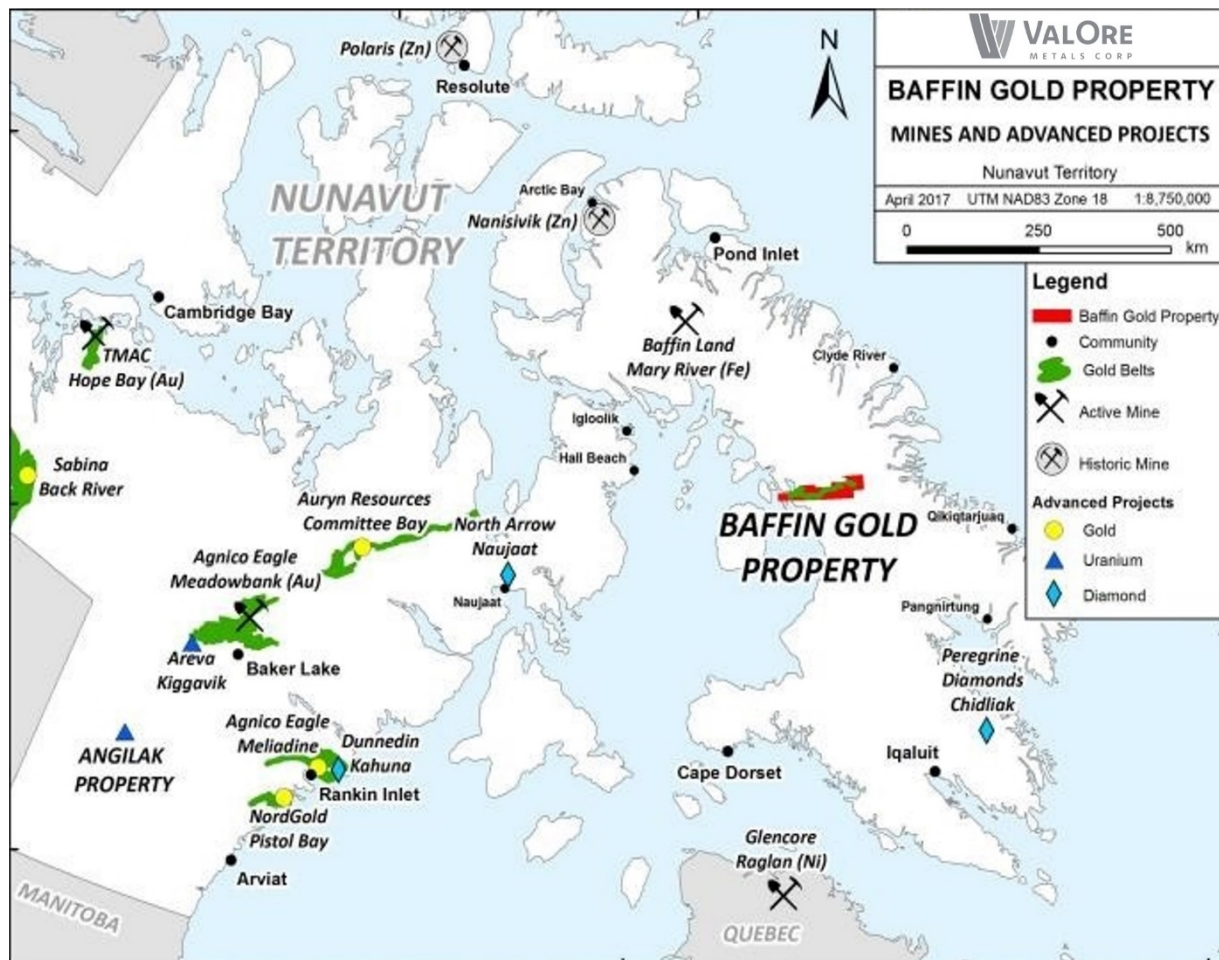 VALORE
METALS CORP
BAFFIN GOLD PROPERTY
MINES AND ADVANCED PROJECTS
Nunavut Territory
April 2017 UTM NAD83 Zone 18 1:8,750,000
0 250 500
km
N
Legend
Baffin Gold Property
Community
Gold Belts
Active Mine
Historic Mine
Advanced Projects
Gold
Uranium
Diamond
Polaris (Zn)
Resolute
NUNAVUT
TERRITORY
Arctic Bay
Nanisivik (Zn)
Pond Inlet
Cambridge Bay
TMAC
Hope Bay (Au)
Baffin Land
Mary River (Fe)
Clyde River
Igloolik
Hall Beach
Sabina
Back River
Auryn Resources
Committee Bay
North Arrow
Naujaat
Naujaat
BAFFIN GOLD
PROPERTY
Qikiqtarjuaq
Agnico Eagle
Meadowbank (Au)
Areva
Kiggavik
Baker Lake
Pangnirtung
Peregrine
Diamonds
Chidliak
ANGILAK
PROPERTY
Agnico Eagle
Meliadine
Dunnedin
Kahuna
Rankin Inlet
NordGold
Pistol Bay
Arviat
Cape Dorset
Iqaluit
Glencore
Raglan (Ni)
MANITOBA
QUEBEC